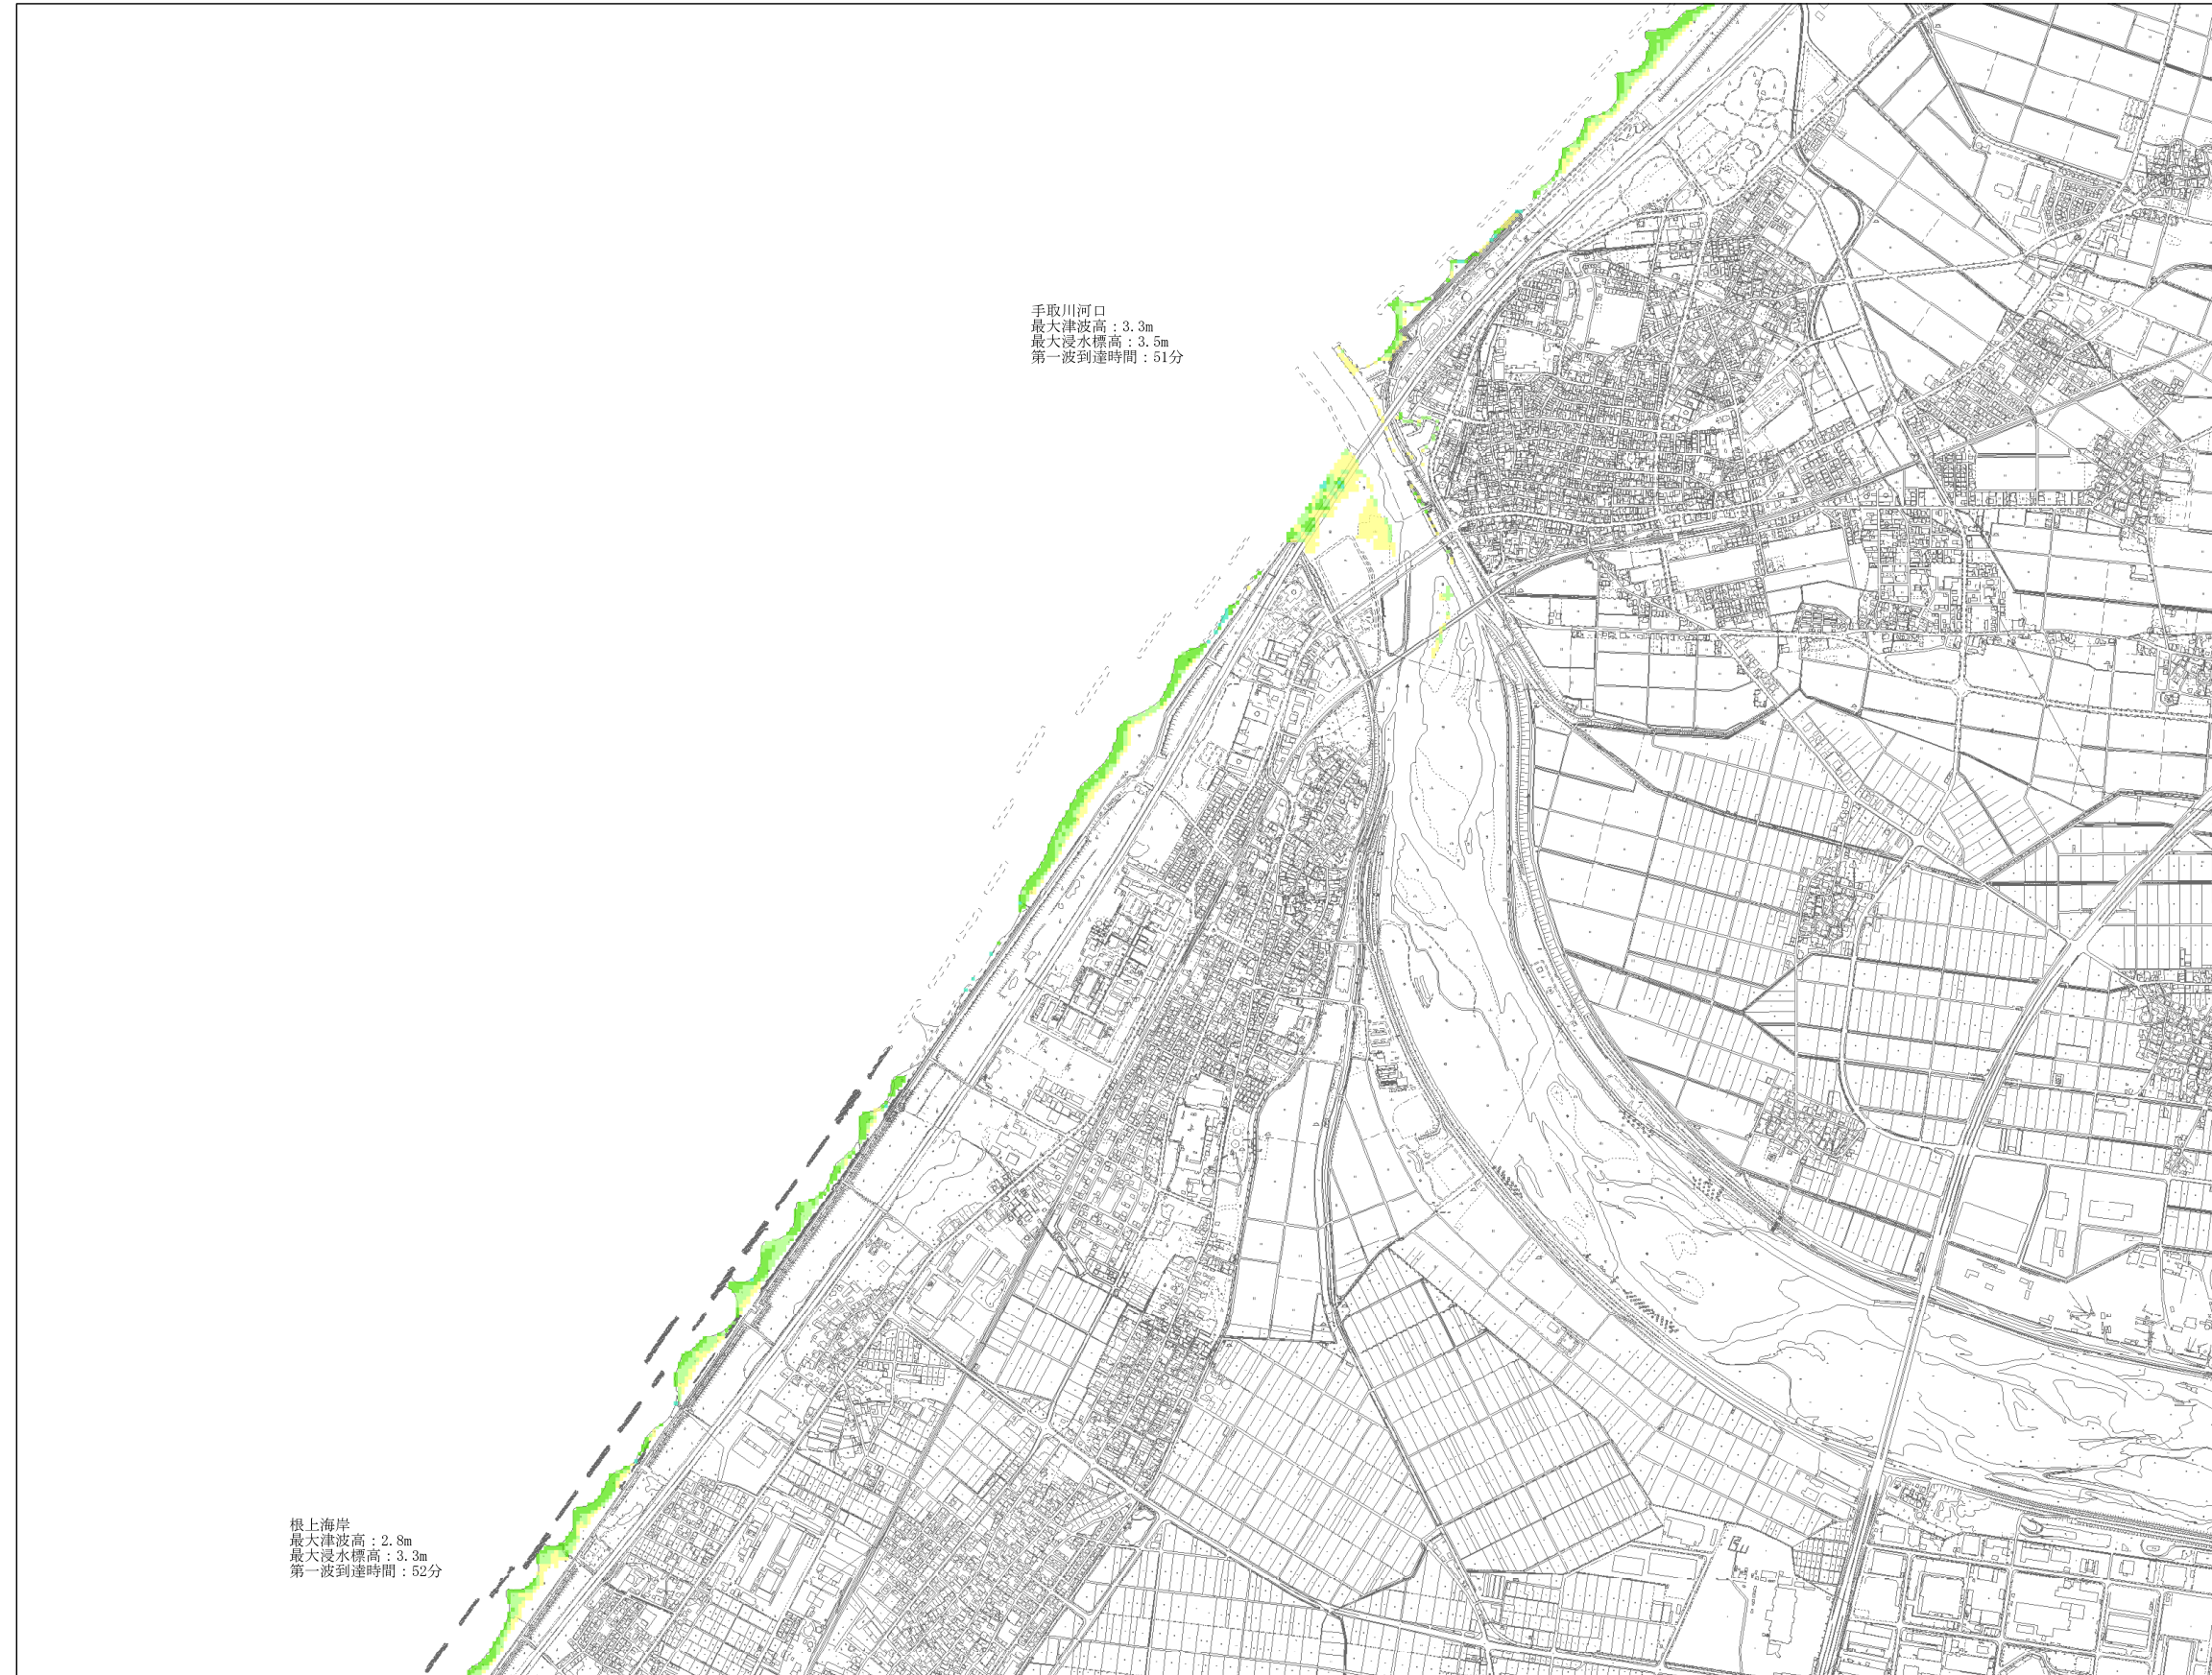 手取川河口
最大津波高：3.3m
最大浸水標高：3.5m
第一波到達時間：51分
根上海岸
最大津波高：2.8m
最大浸水標高：3.3m
第一波到達時間：52分